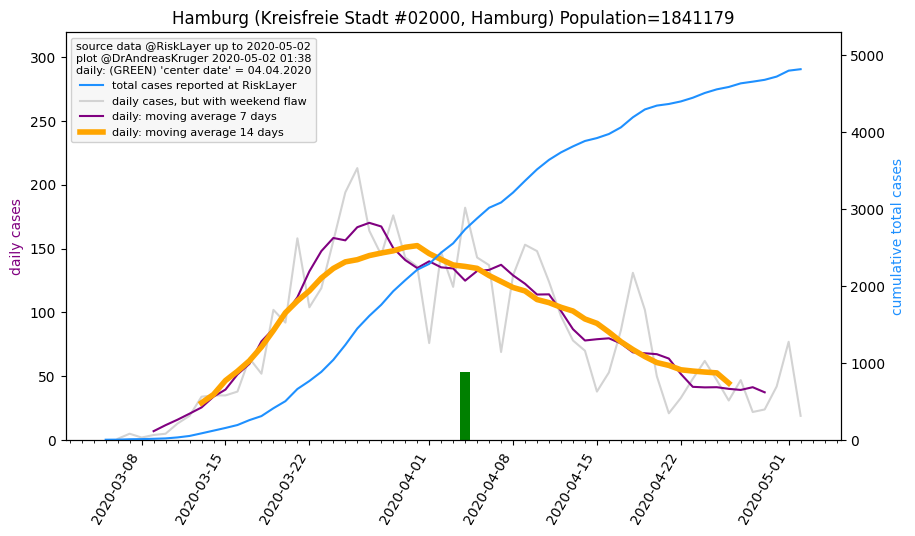 Hamburg (Kreisfreie Stadt #02000, Hamburg) Population=1841179
source data @RiskLayer up to 2020-05-02
plot @DrAndreasKruger 2020-05-02 01:38
daily: (GREEN) 'center date' = 04.04.2020
total cases reported at RiskLayer
daily cases, but with weekend flaw
daily: moving average 7 days
daily: moving average 14 days
daily cases
300
250
200
150
100
50
0
5000
4000
3000
2000
1000
0
cumulative total cases
2020-03-08
2020-03-15
2020-03-22
2020-04-01
2020-04-08
2020-04-15
2020-04-22
2020-05-01